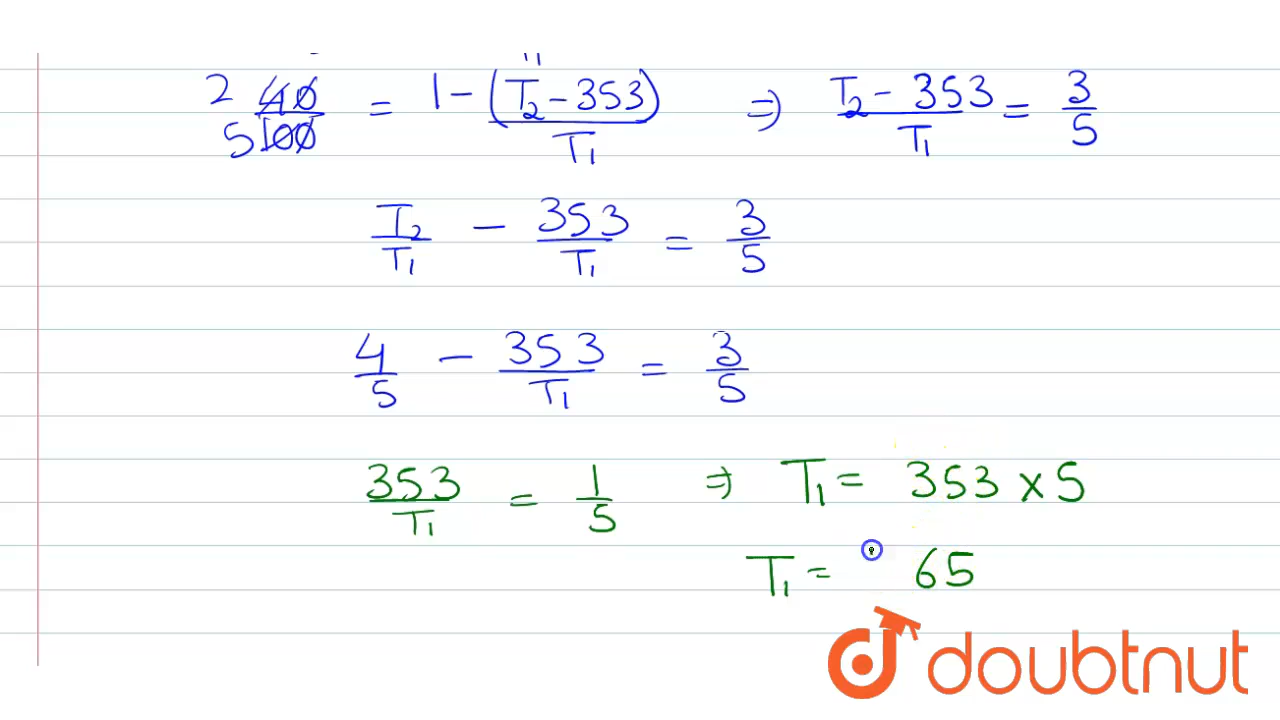 2 40/5 100 = 1 - (T₂ - 353)/T₁ ⇒ T₂ - 353/T₁ = 3/5
T₂/T₁ - 353/T₁ = 3/5
4/5 - 353/T₁ = 3/5
353/T₁ = 1/5 ⇒ T₁ = 353 × 5
T₁ = 65
doubtnut